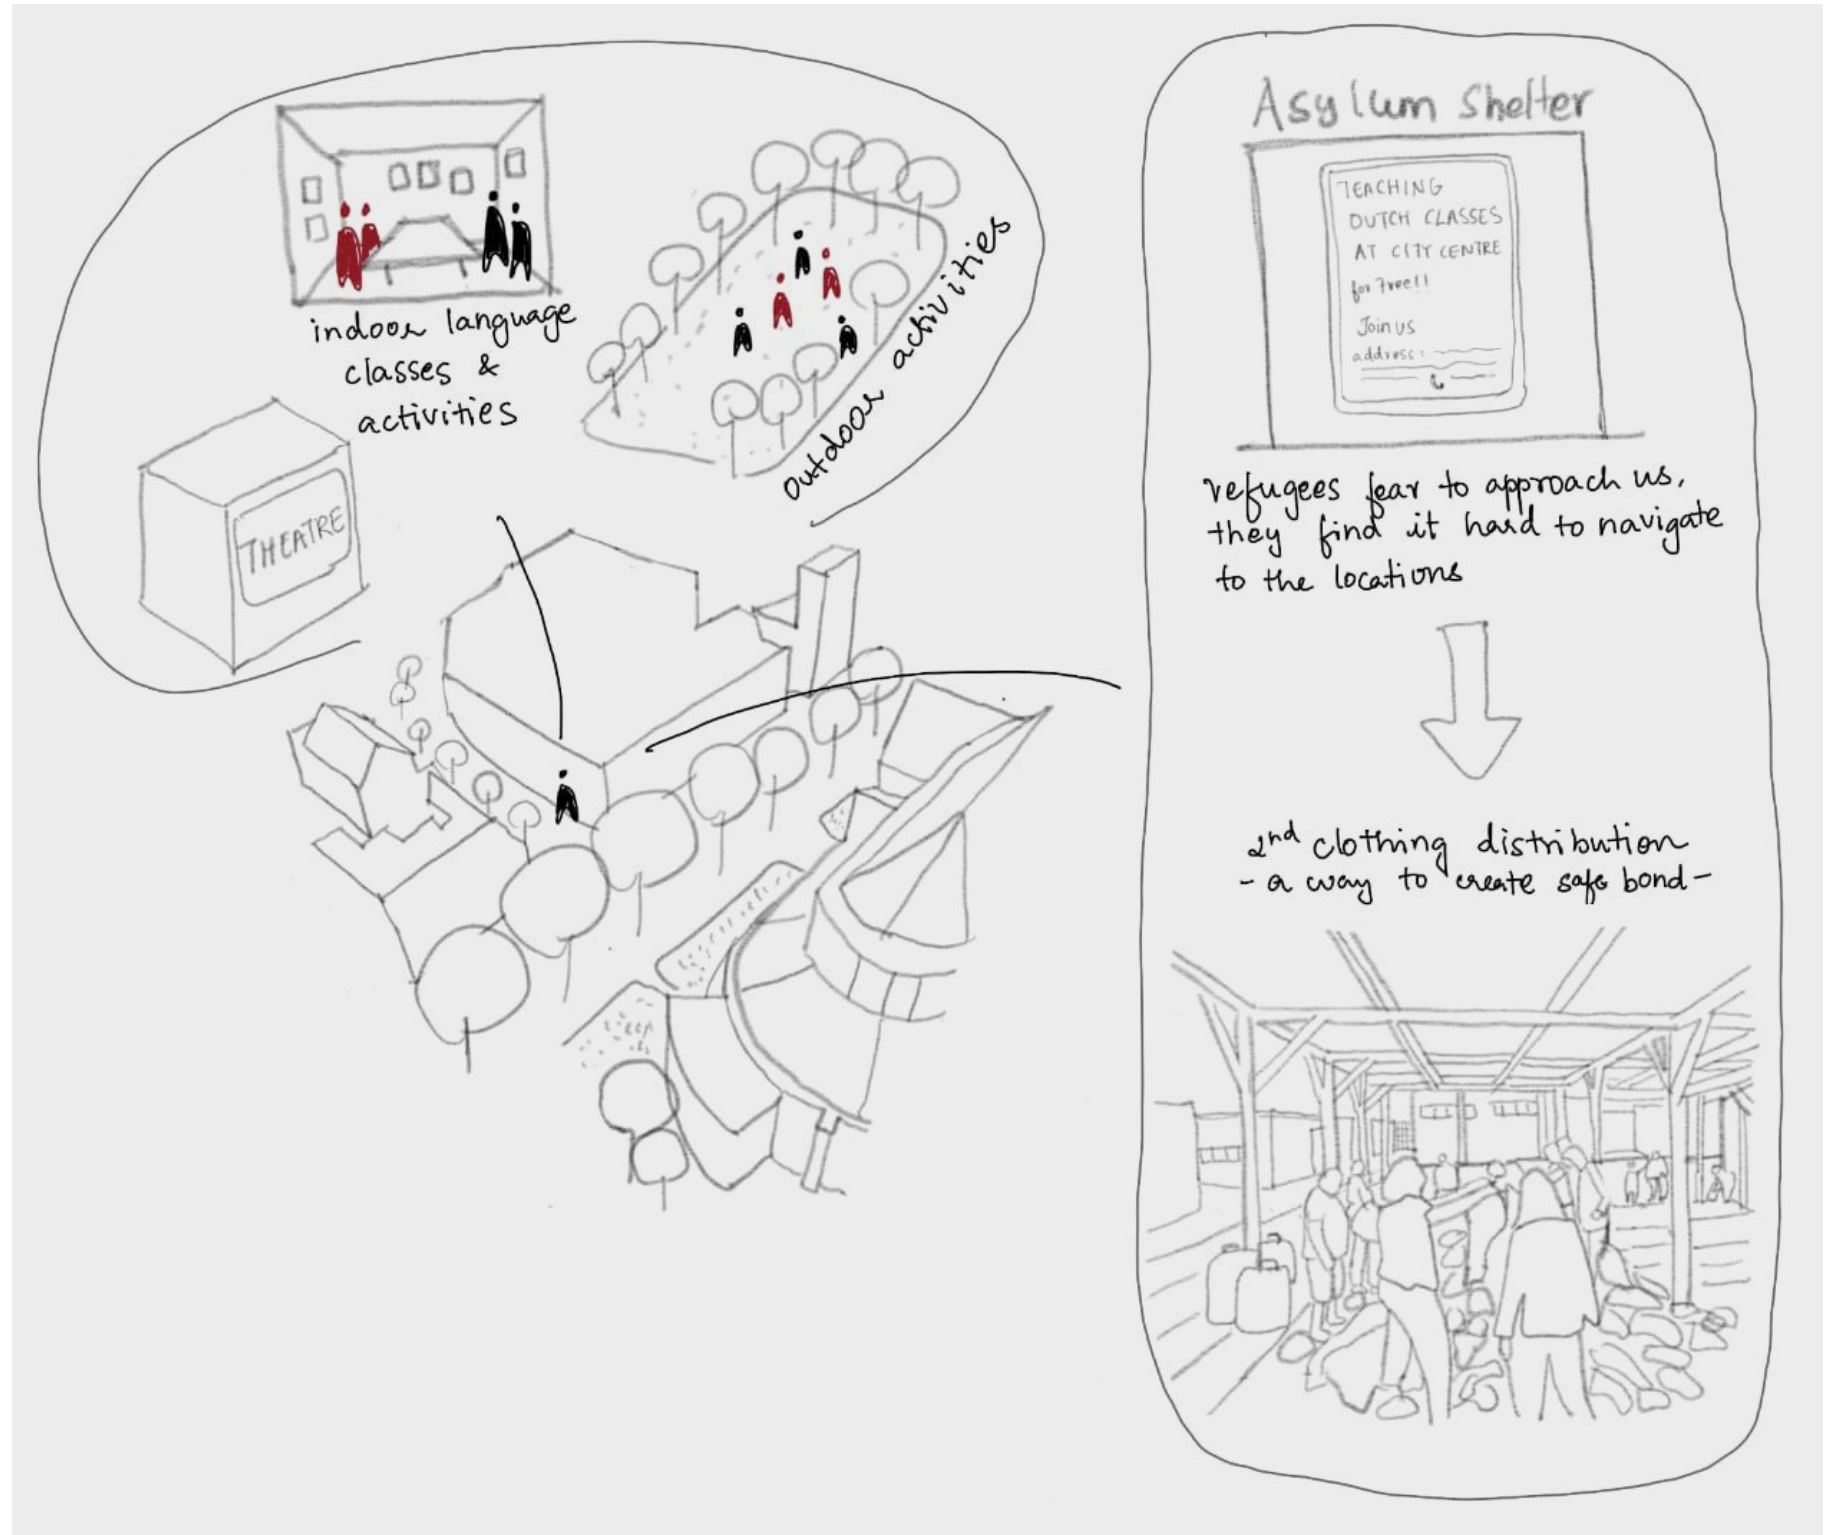 indoor language
classes &
activities
outdoor activities
THEATRE
Asylum Shelter
TEACHING
DUTCH CLASSES
AT CITY CENTRE
for Free!!
Join us
address:
refugees fear to approach us,
they find it hard to navigate
to the locations
2nd clothing distribution
- a way to create safe bond -